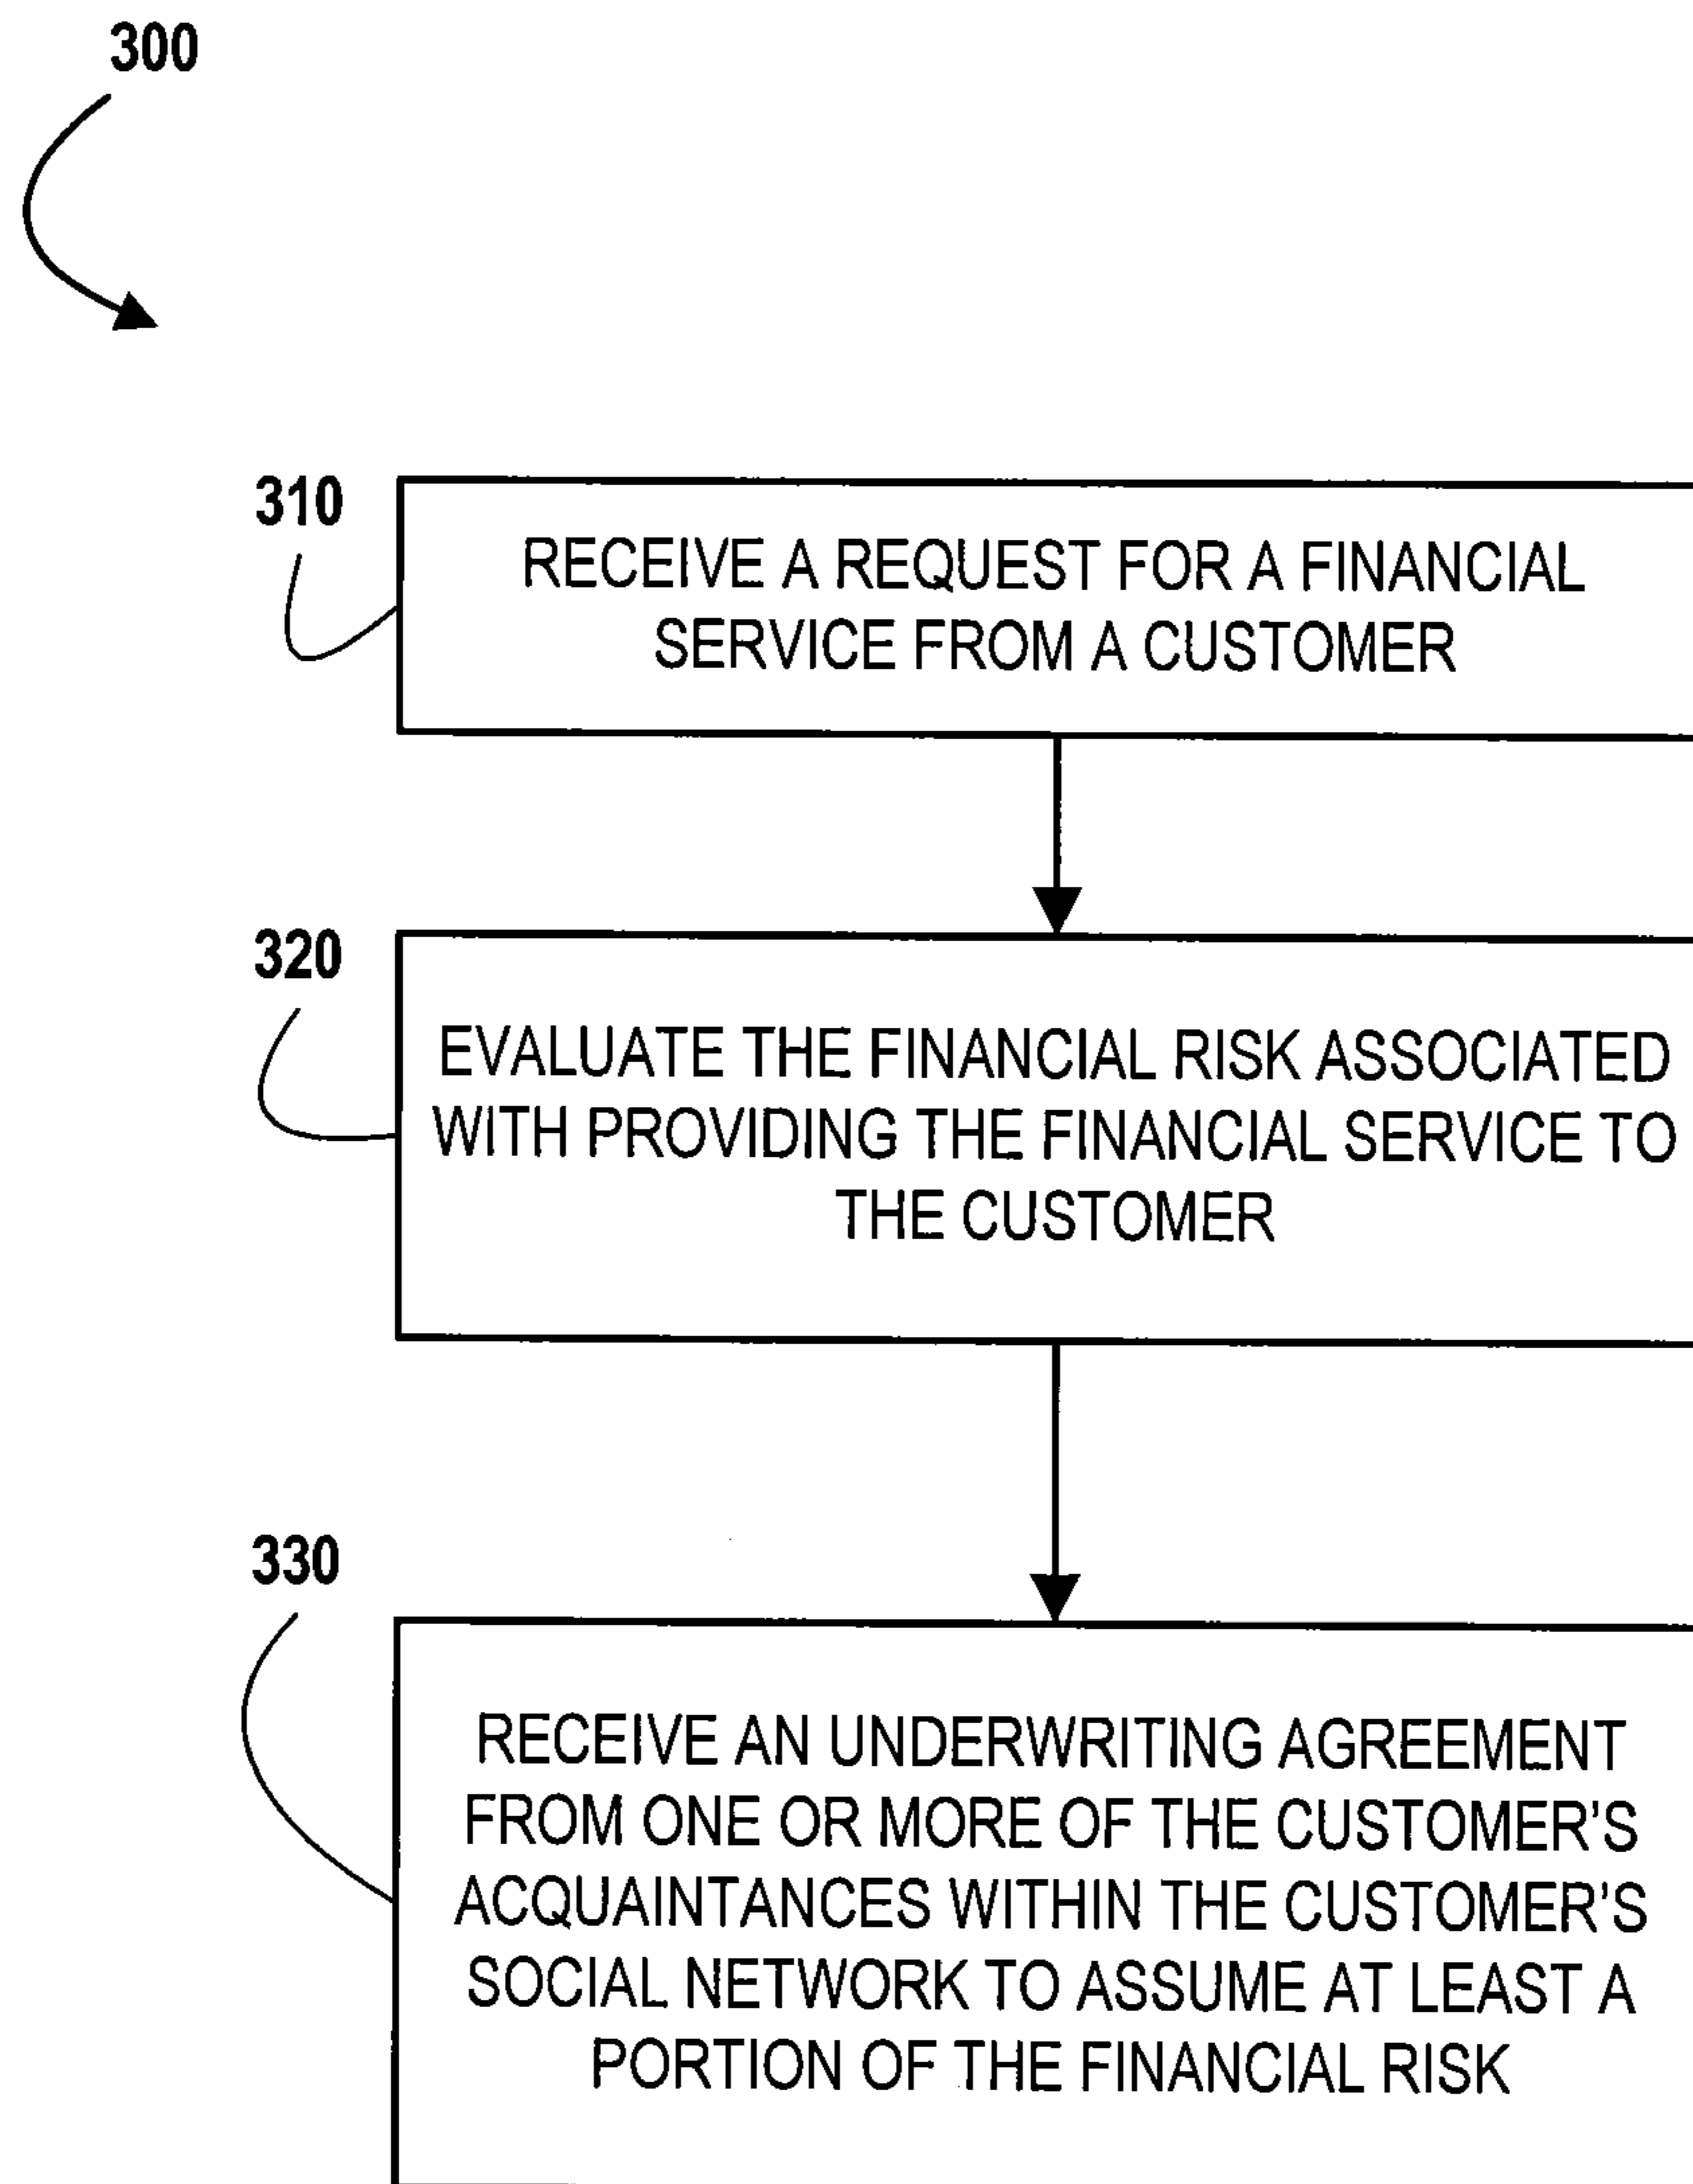 300
310
RECEIVE A REQUEST FOR A FINANCIAL
SERVICE FROM A CUSTOMER
320
EVALUATE THE FINANCIAL RISK ASSOCIATED
WITH PROVIDING THE FINANCIAL SERVICE TO
THE CUSTOMER
330
RECEIVE AN UNDERWRITING AGREEMENT
FROM ONE OR MORE OF THE CUSTOMER'S
ACQUAINTANCES WITHIN THE CUSTOMER'S
SOCIAL NETWORK TO ASSUME AT LEAST A
PORTION OF THE FINANCIAL RISK